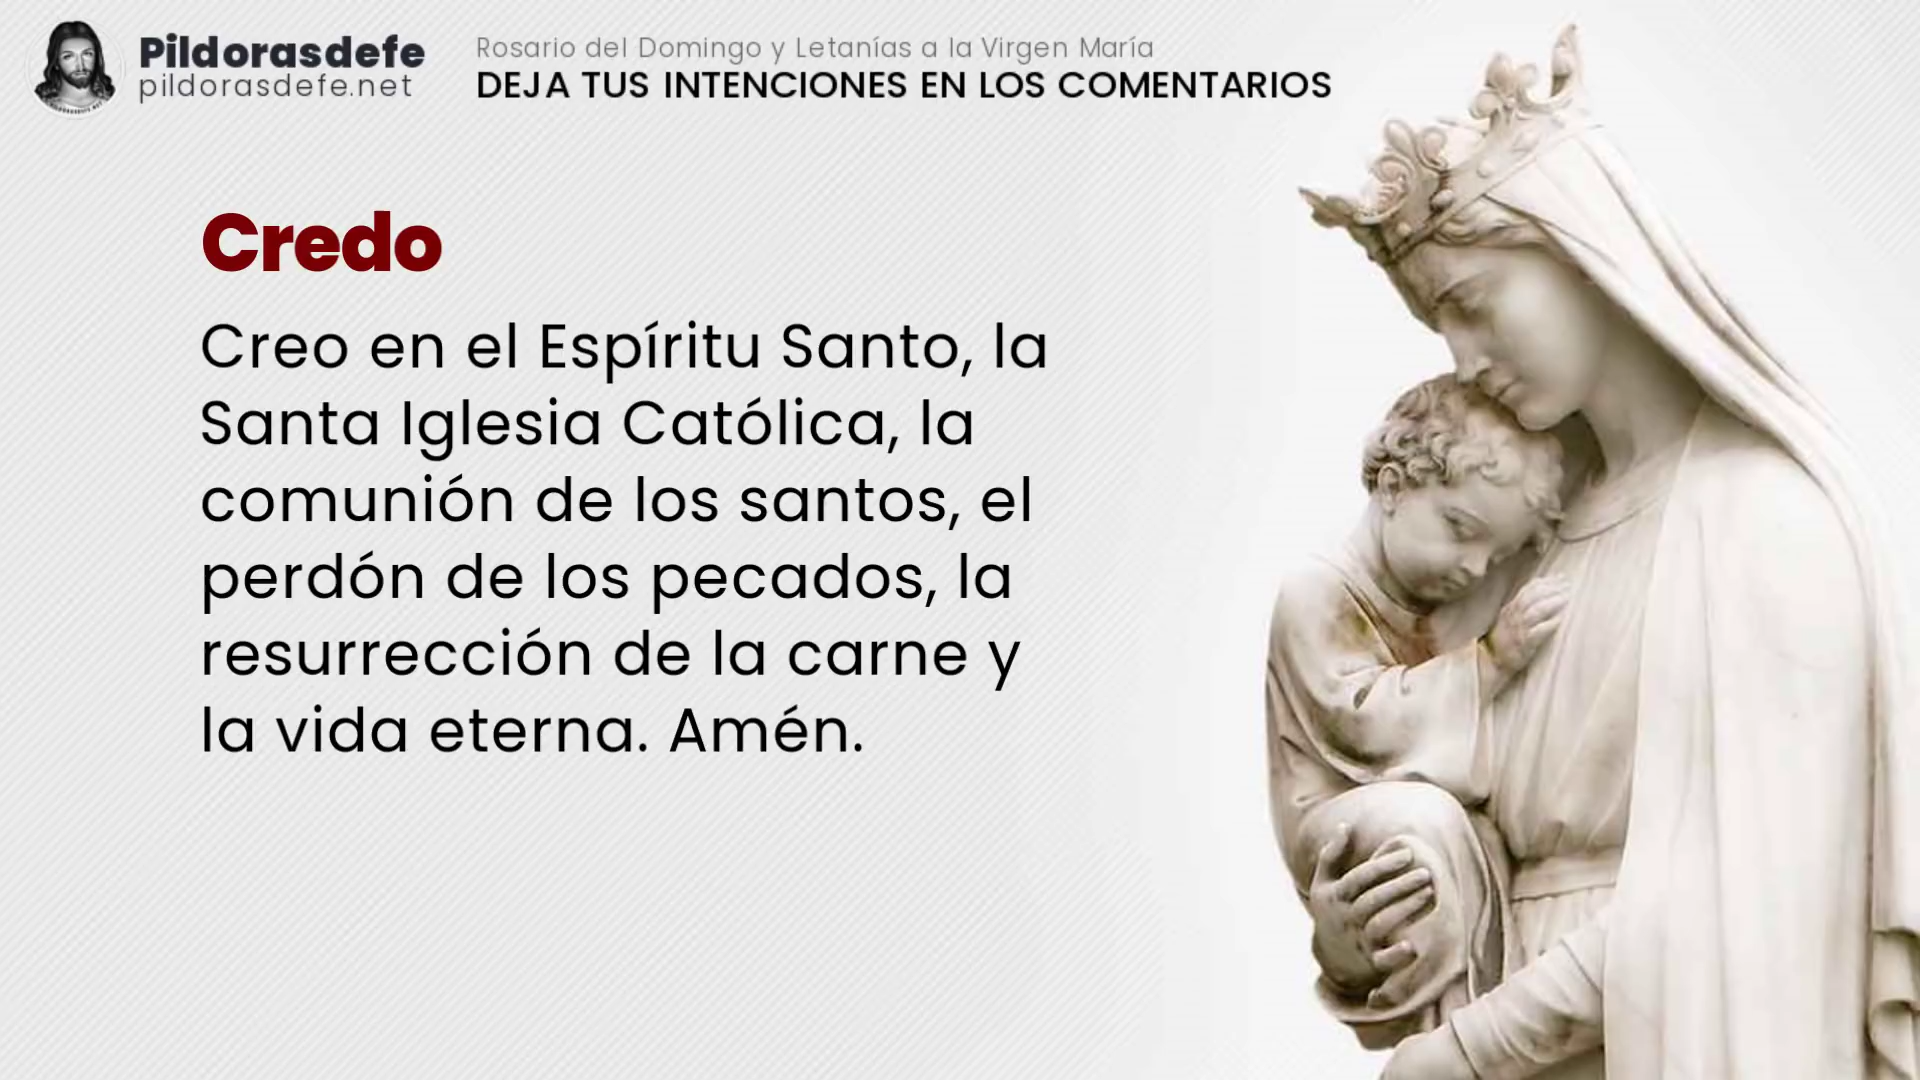 Pildorasdefe
pildorasdefe.net
Rosario del Domingo y Letanías a la Virgen María
DEJA TUS INTENCIONES EN LOS COMENTARIOS
Credo
Creo en el Espíritu Santo, la
Santa Iglesia Católica, la
comunión de los santos, el
perdón de los pecados, la
resurrección de la carne y
la vida eterna. Amén.